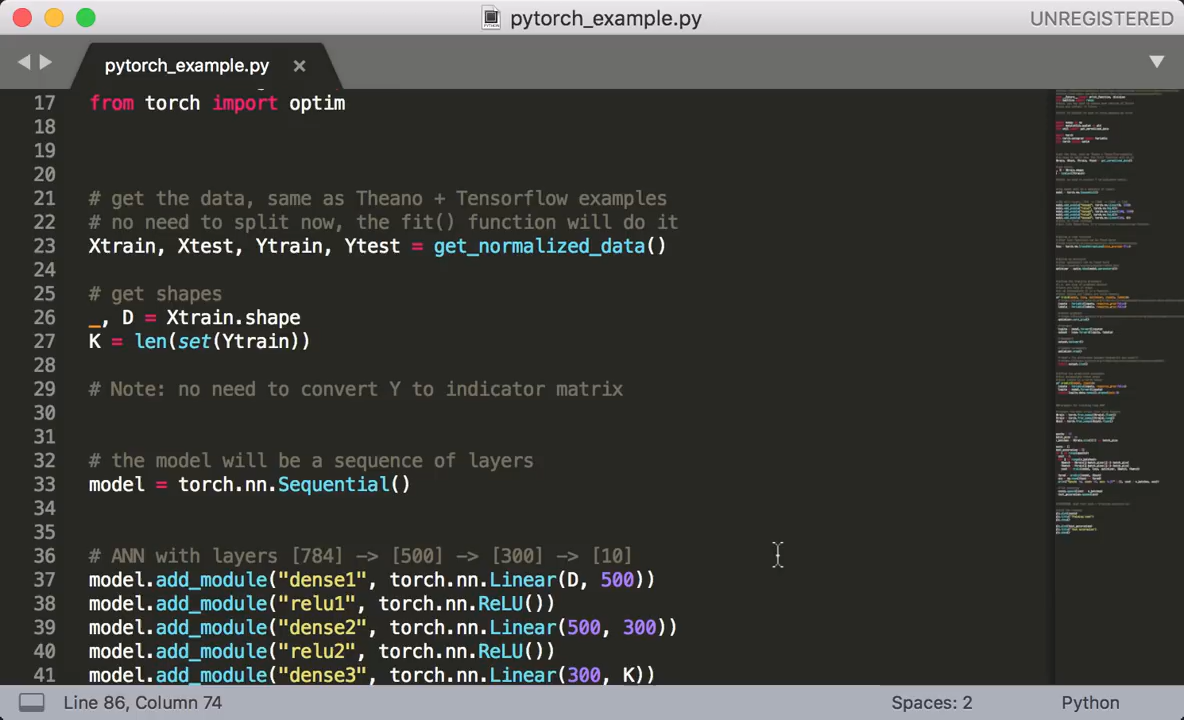 pytorch_example.py
UNREGISTERED
pytorch_example.py ×
17 from torch import optim
18
19
20
21 # get the data, same as Theano + Tensorflow examples
22 # no need to split now, the fit() function will do it
23 Xtrain, Xtest, Ytrain, Ytest = get_normalized_data()
24
25 # get shapes
26 _, D = Xtrain.shape
27 K = len(set(Ytrain))
28
29 # Note: no need to convert Y to indicator matrix
30
31
32 # the model will be a sequence of layers
33 model = torch.nn.Sequential()
34
35
36 # ANN with layers [784] -> [500] -> [300] -> [10]
37 model.add_module("dense1", torch.nn.Linear(D, 500))
38 model.add_module("relu1", torch.nn.ReLU())
39 model.add_module("dense2", torch.nn.Linear(500, 300))
40 model.add_module("relu2", torch.nn.ReLU())
41 model.add_module("dense3", torch.nn.Linear(300, K))
Line 86, Column 74
Spaces: 2
Python